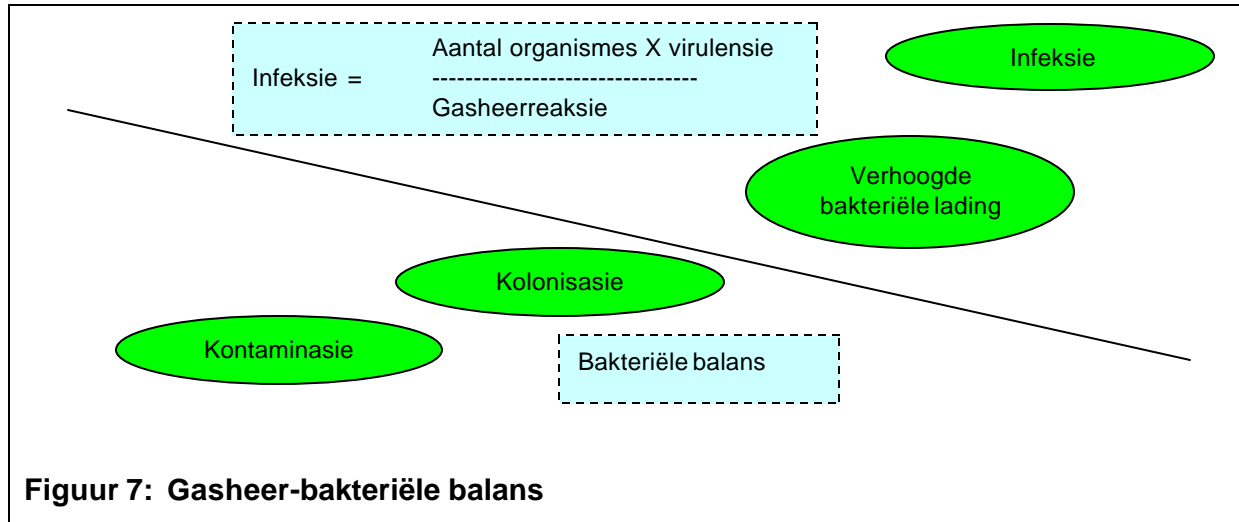 Aantal organismes X virulensie
Infeksie = --------------------------------
Gasheerreaksie
Infeksie
Verhoogde
bakteriële lading
Kolonisasie
Kontaminasie
Bakteriële balans
Figuur 7: Gasheer-bakteriële balans